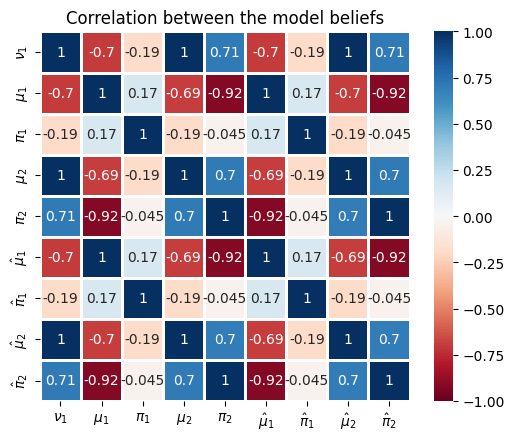 Correlation between the model beliefs
ν₁ 1 -0.7 -0.19 1 0.71 -0.7 -0.19 1 0.71 1.00
μ₁ -0.7 1 0.17 -0.69 -0.92 1 0.17 -0.7 -0.92 0.75
π₁ -0.19 0.17 1 -0.19 -0.045 0.17 1 -0.19 -0.045 0.50
μ₂ 1 -0.69 -0.19 1 0.7 -0.69 -0.19 1 0.7 0.25
π₂ 0.71 -0.92 -0.045 0.7 1 -0.92 -0.045 0.7 1 0.00
μ̂₁ -0.7 1 0.17 -0.69 -0.92 1 0.17 -0.69 -0.92 -0.25
π̂₁ -0.19 0.17 1 -0.19 -0.045 0.17 1 -0.19 -0.045 -0.50
μ̂₂ 1 -0.7 -0.19 1 0.7 -0.69 -0.19 1 0.7 -0.75
π̂₂ 0.71 -0.92 -0.045 0.7 1 -0.92 -0.045 0.7 1 -1.00
ν₁ μ₁ π₁ μ₂ π₂ μ̂₁ π̂₁ μ̂₂ π̂₂